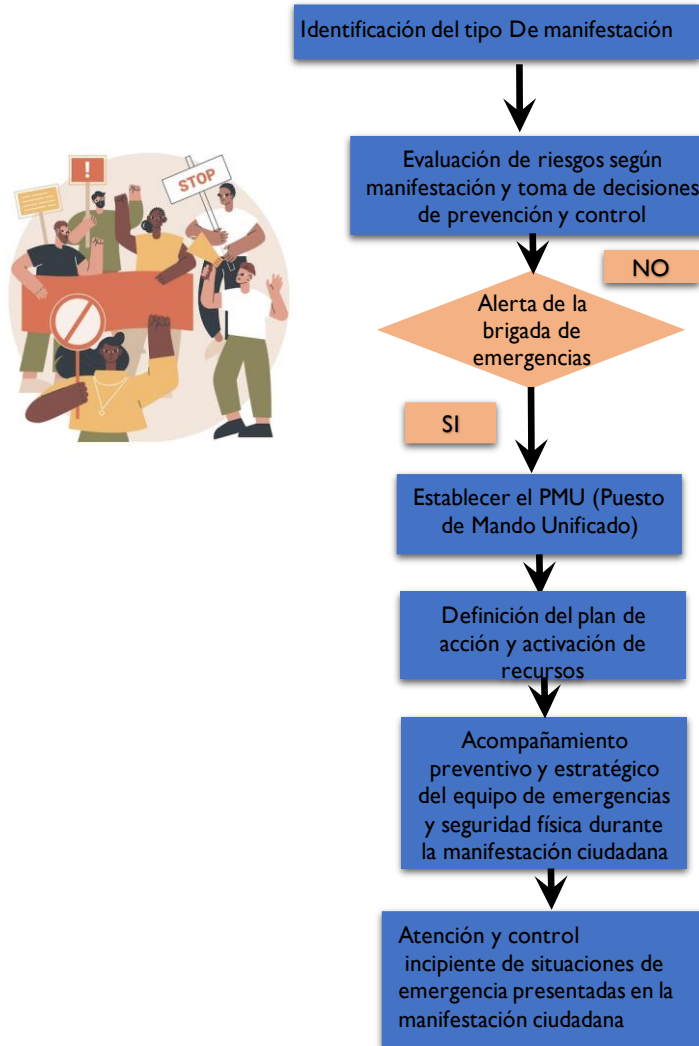 Identificación del tipo De manifestación
Evaluación de riesgos según
manifestación y toma de decisiones
de prevención y control
NO
Alerta de la
brigada de
emergencias
SI
Establecer el PMU (Puesto
de Mando Unificado)
Definición del plan de
acción y activación de
recursos
Acompañamiento
preventivo y estratégico
del equipo de emergencias
y seguridad física durante
la manifestación ciudadana
Atención y control
incipiente de situaciones de
emergencia presentadas en la
manifestación ciudadana
!
STOP